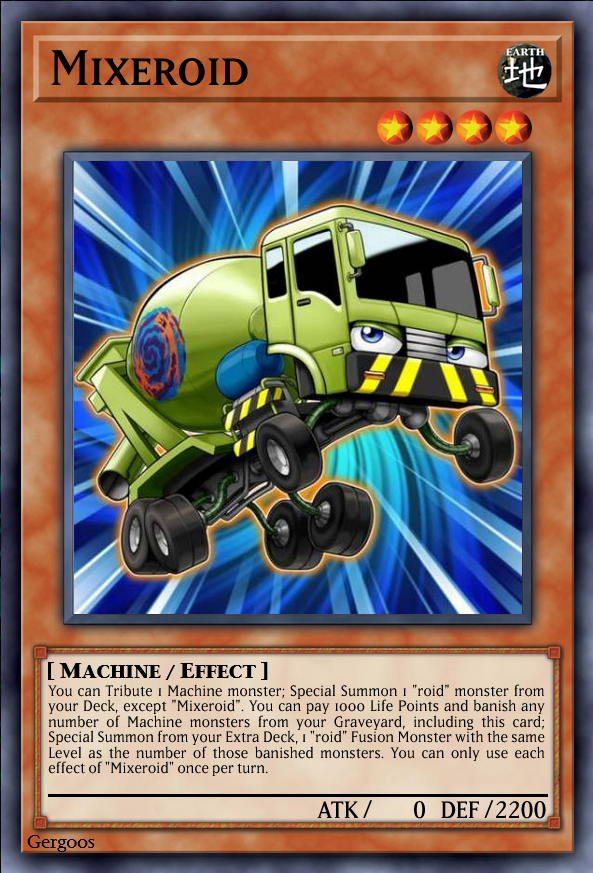 Mixeroid
EARTH
地
[ Machine / Effect ]
You can Tribute 1 Machine monster; Special Summon 1 "roid" monster from
your Deck, except "Mixeroid". You can pay 1000 Life Points and banish any
number of Machine monsters from your Graveyard, including this card;
Special Summon from your Extra Deck, 1 "roid" Fusion Monster with the same
Level as the number of those banished monsters. You can only use each
effect of "Mixeroid" once per turn.
ATK / 0 DEF /2200
Gergoos